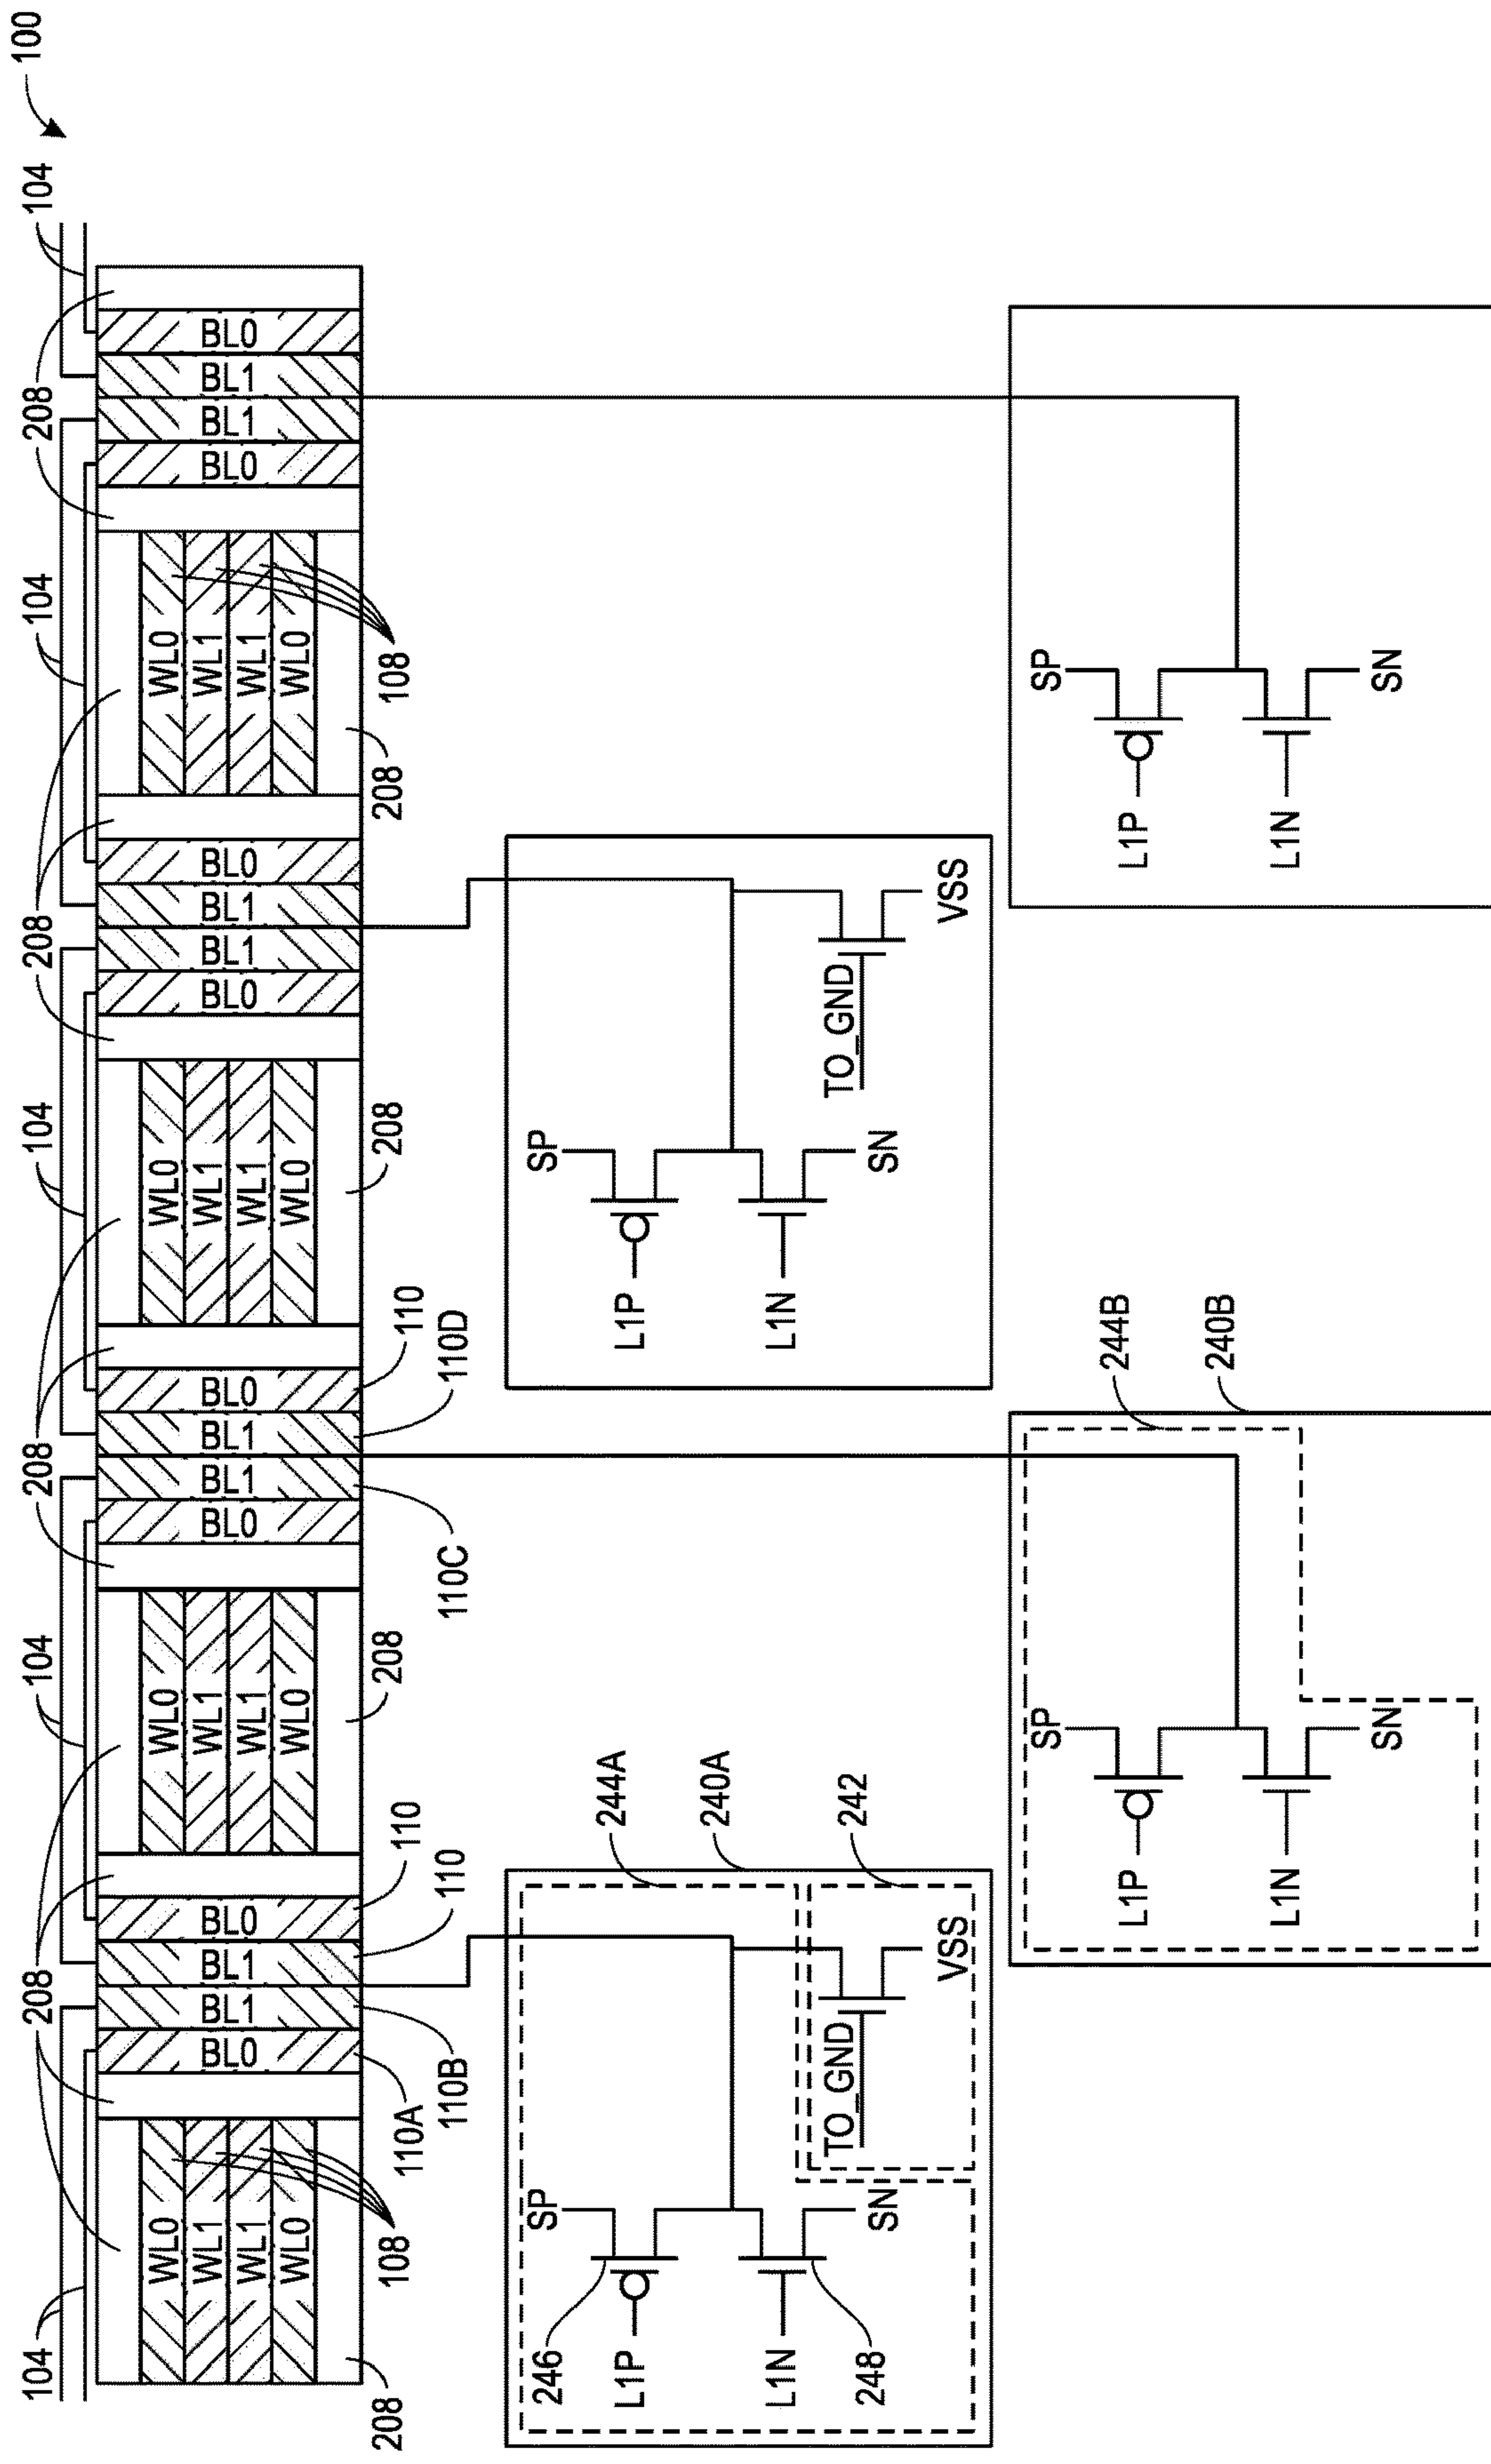 100
104 208 104 208 104 208 104 208 104
WL0 WL0 WL0 WL0
WL1 WL1 WL1 WL1
BL0 BL1 BL1 BL0 BL0 BL1 BL1 BL0 BL0 BL1 BL1 BL0 BL0 BL1 BL1 BL0
WL1 WL1 WL1 WL1
WL0 WL0 WL0 WL0
208 108 110A 110 208 110 208 208 108
110B 110 110C 110D
SP 244A SP
246
L1P L1P
240A
L1N SN TO_GND L1N SN TO_GND
248 242
VSS VSS
SP 244B SP
L1P L1P
240B
L1N L1N
SN SN